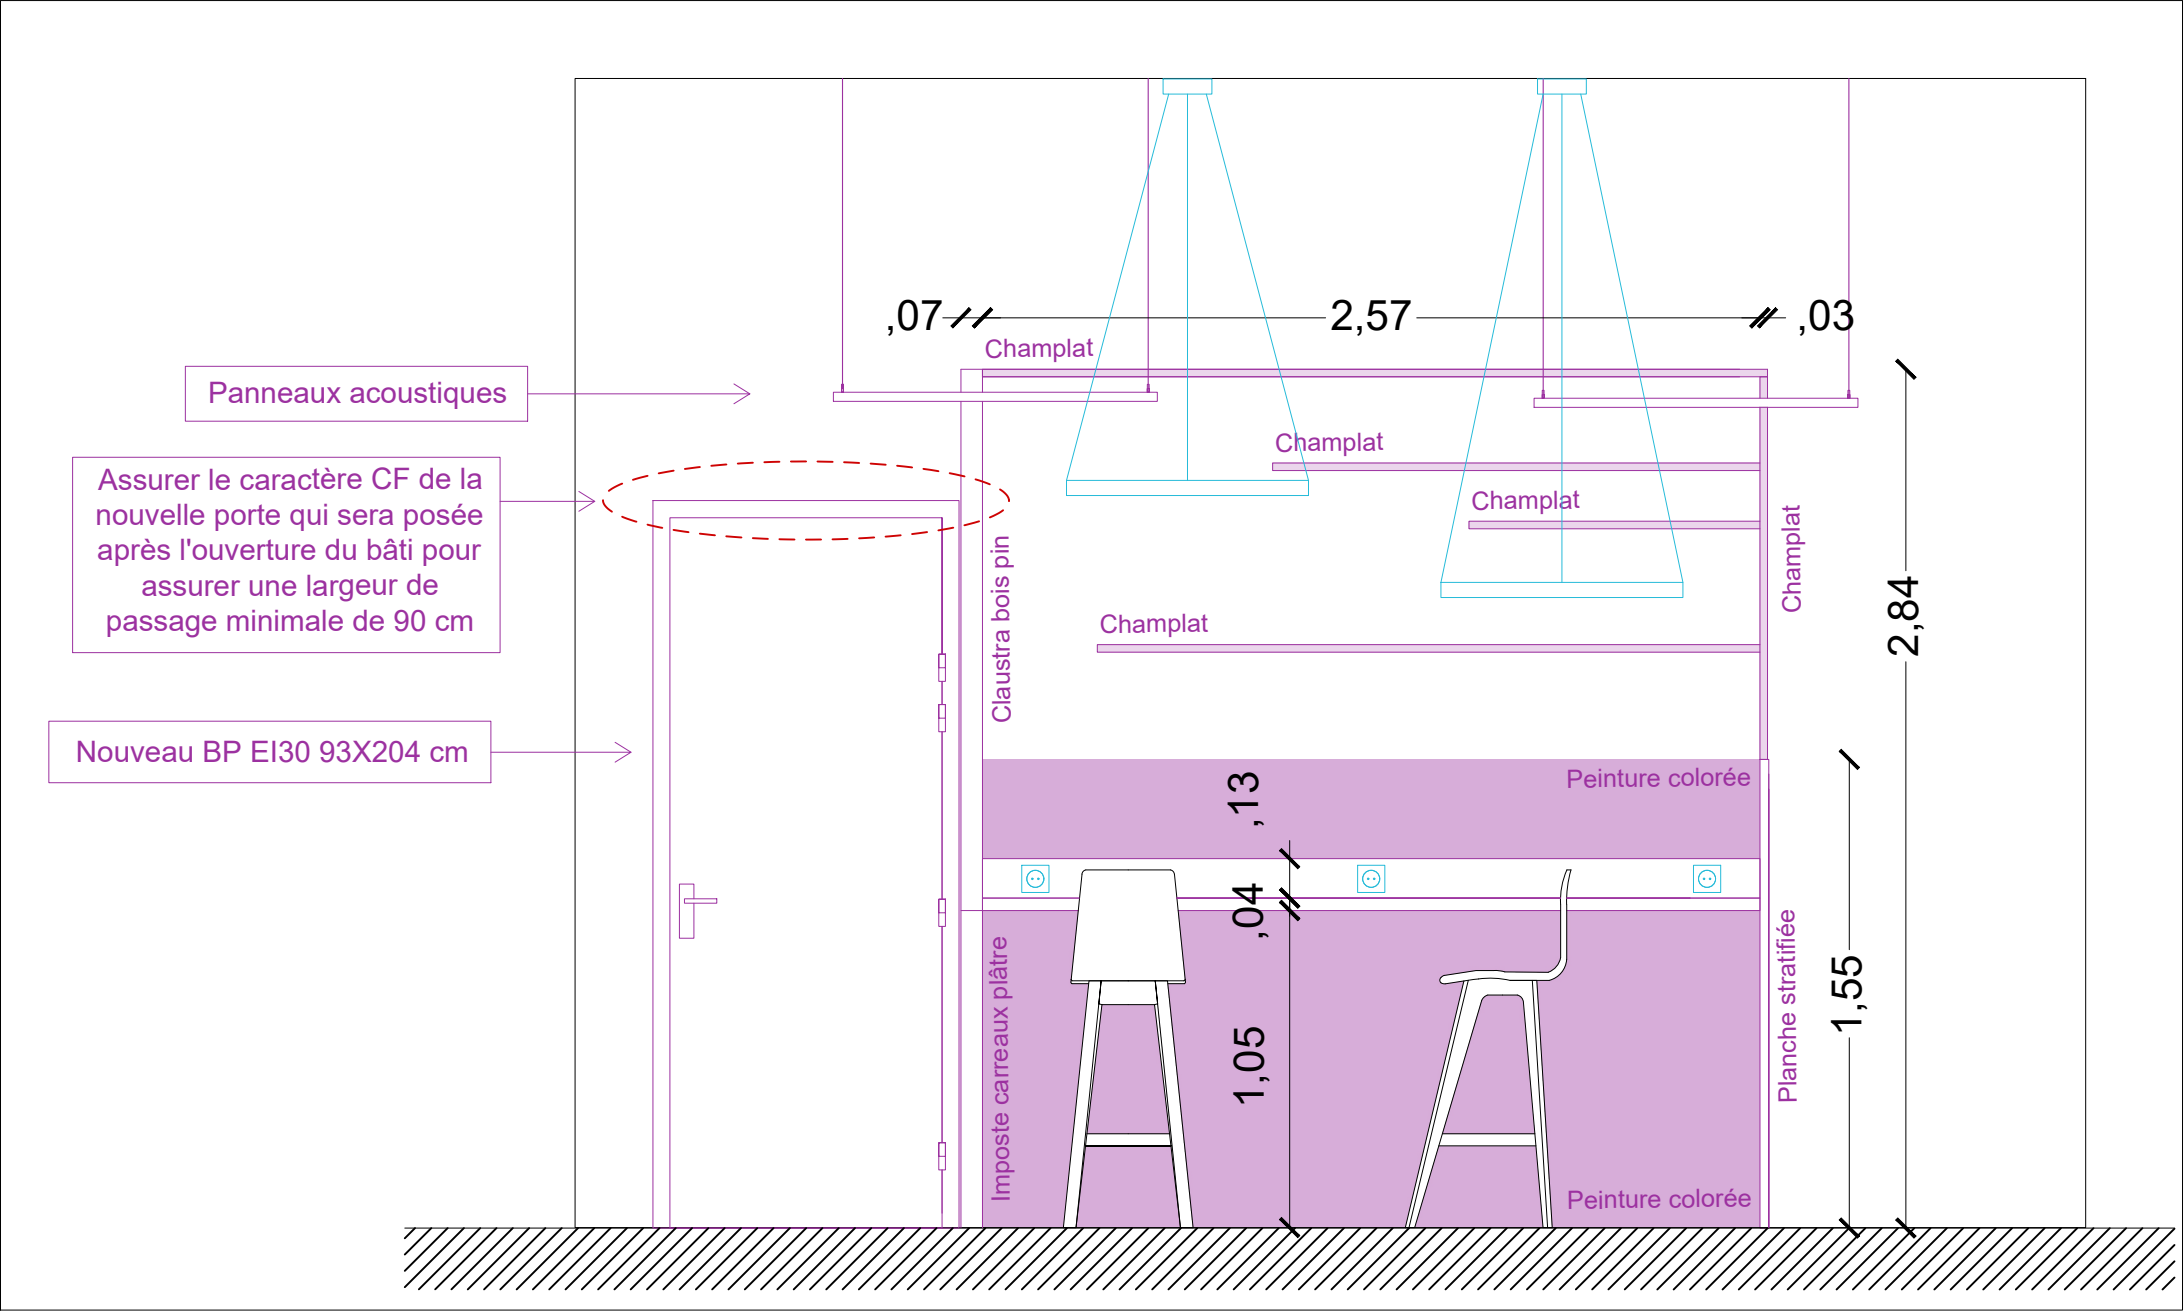 ,07
2,57
,03
Champlat
Panneaux acoustiques
Champlat
Assurer le caractère CF de la
nouvelle porte qui sera posée
après l'ouverture du bâti pour
assurer une largeur de
passage minimale de 90 cm
Champlat
Champlat
Claustra bois pin
2,84
Champlat
Nouveau BP EI30 93X204 cm
Peinture colorée
,13
,04
1,05
Imposte carreaux plâtre
Planche stratifiée
1,55
Peinture colorée